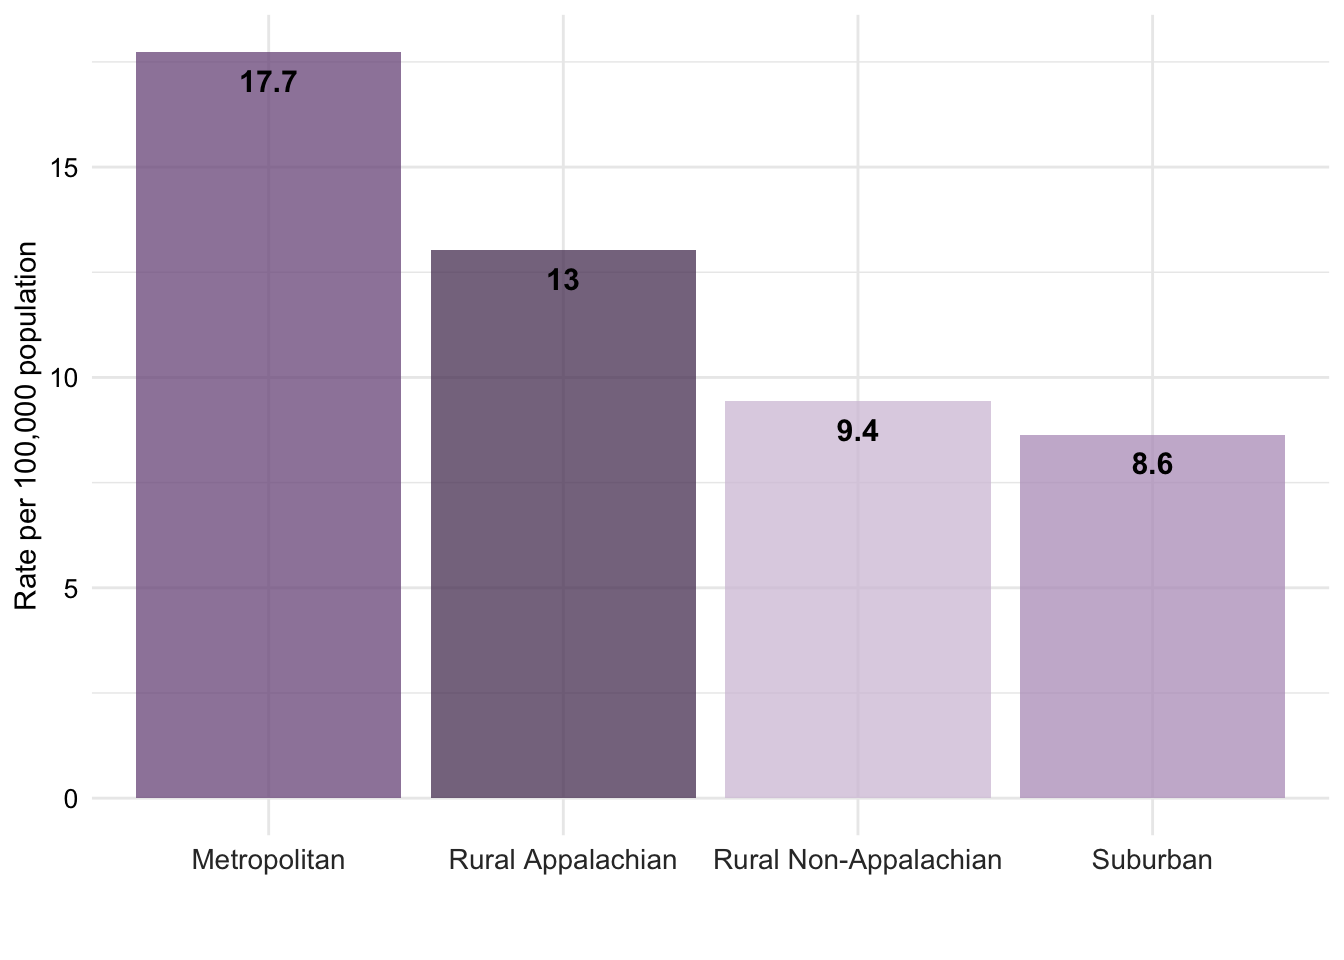 17.7
13
9.4
8.6
15
10
5
0
Rate per 100,000 population
Metropolitan
Rural Appalachian
Rural Non-Appalachian
Suburban